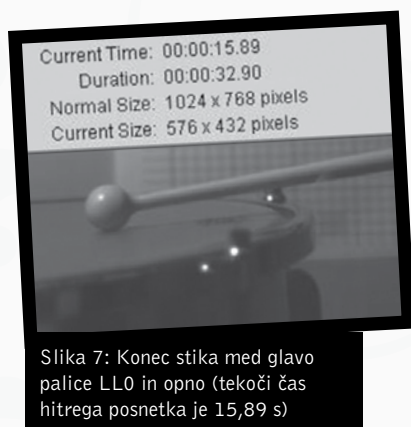 Current Time: 00:00:15.89
Duration: 00:00:32.90
Normal Size: 1024 x 768 pixels
Current Size: 576 x 432 pixels
Slika 7: Konec stika med glavo
palice LL0 in opno (tekoči čas
hitrega posnetka je 15,89 s)